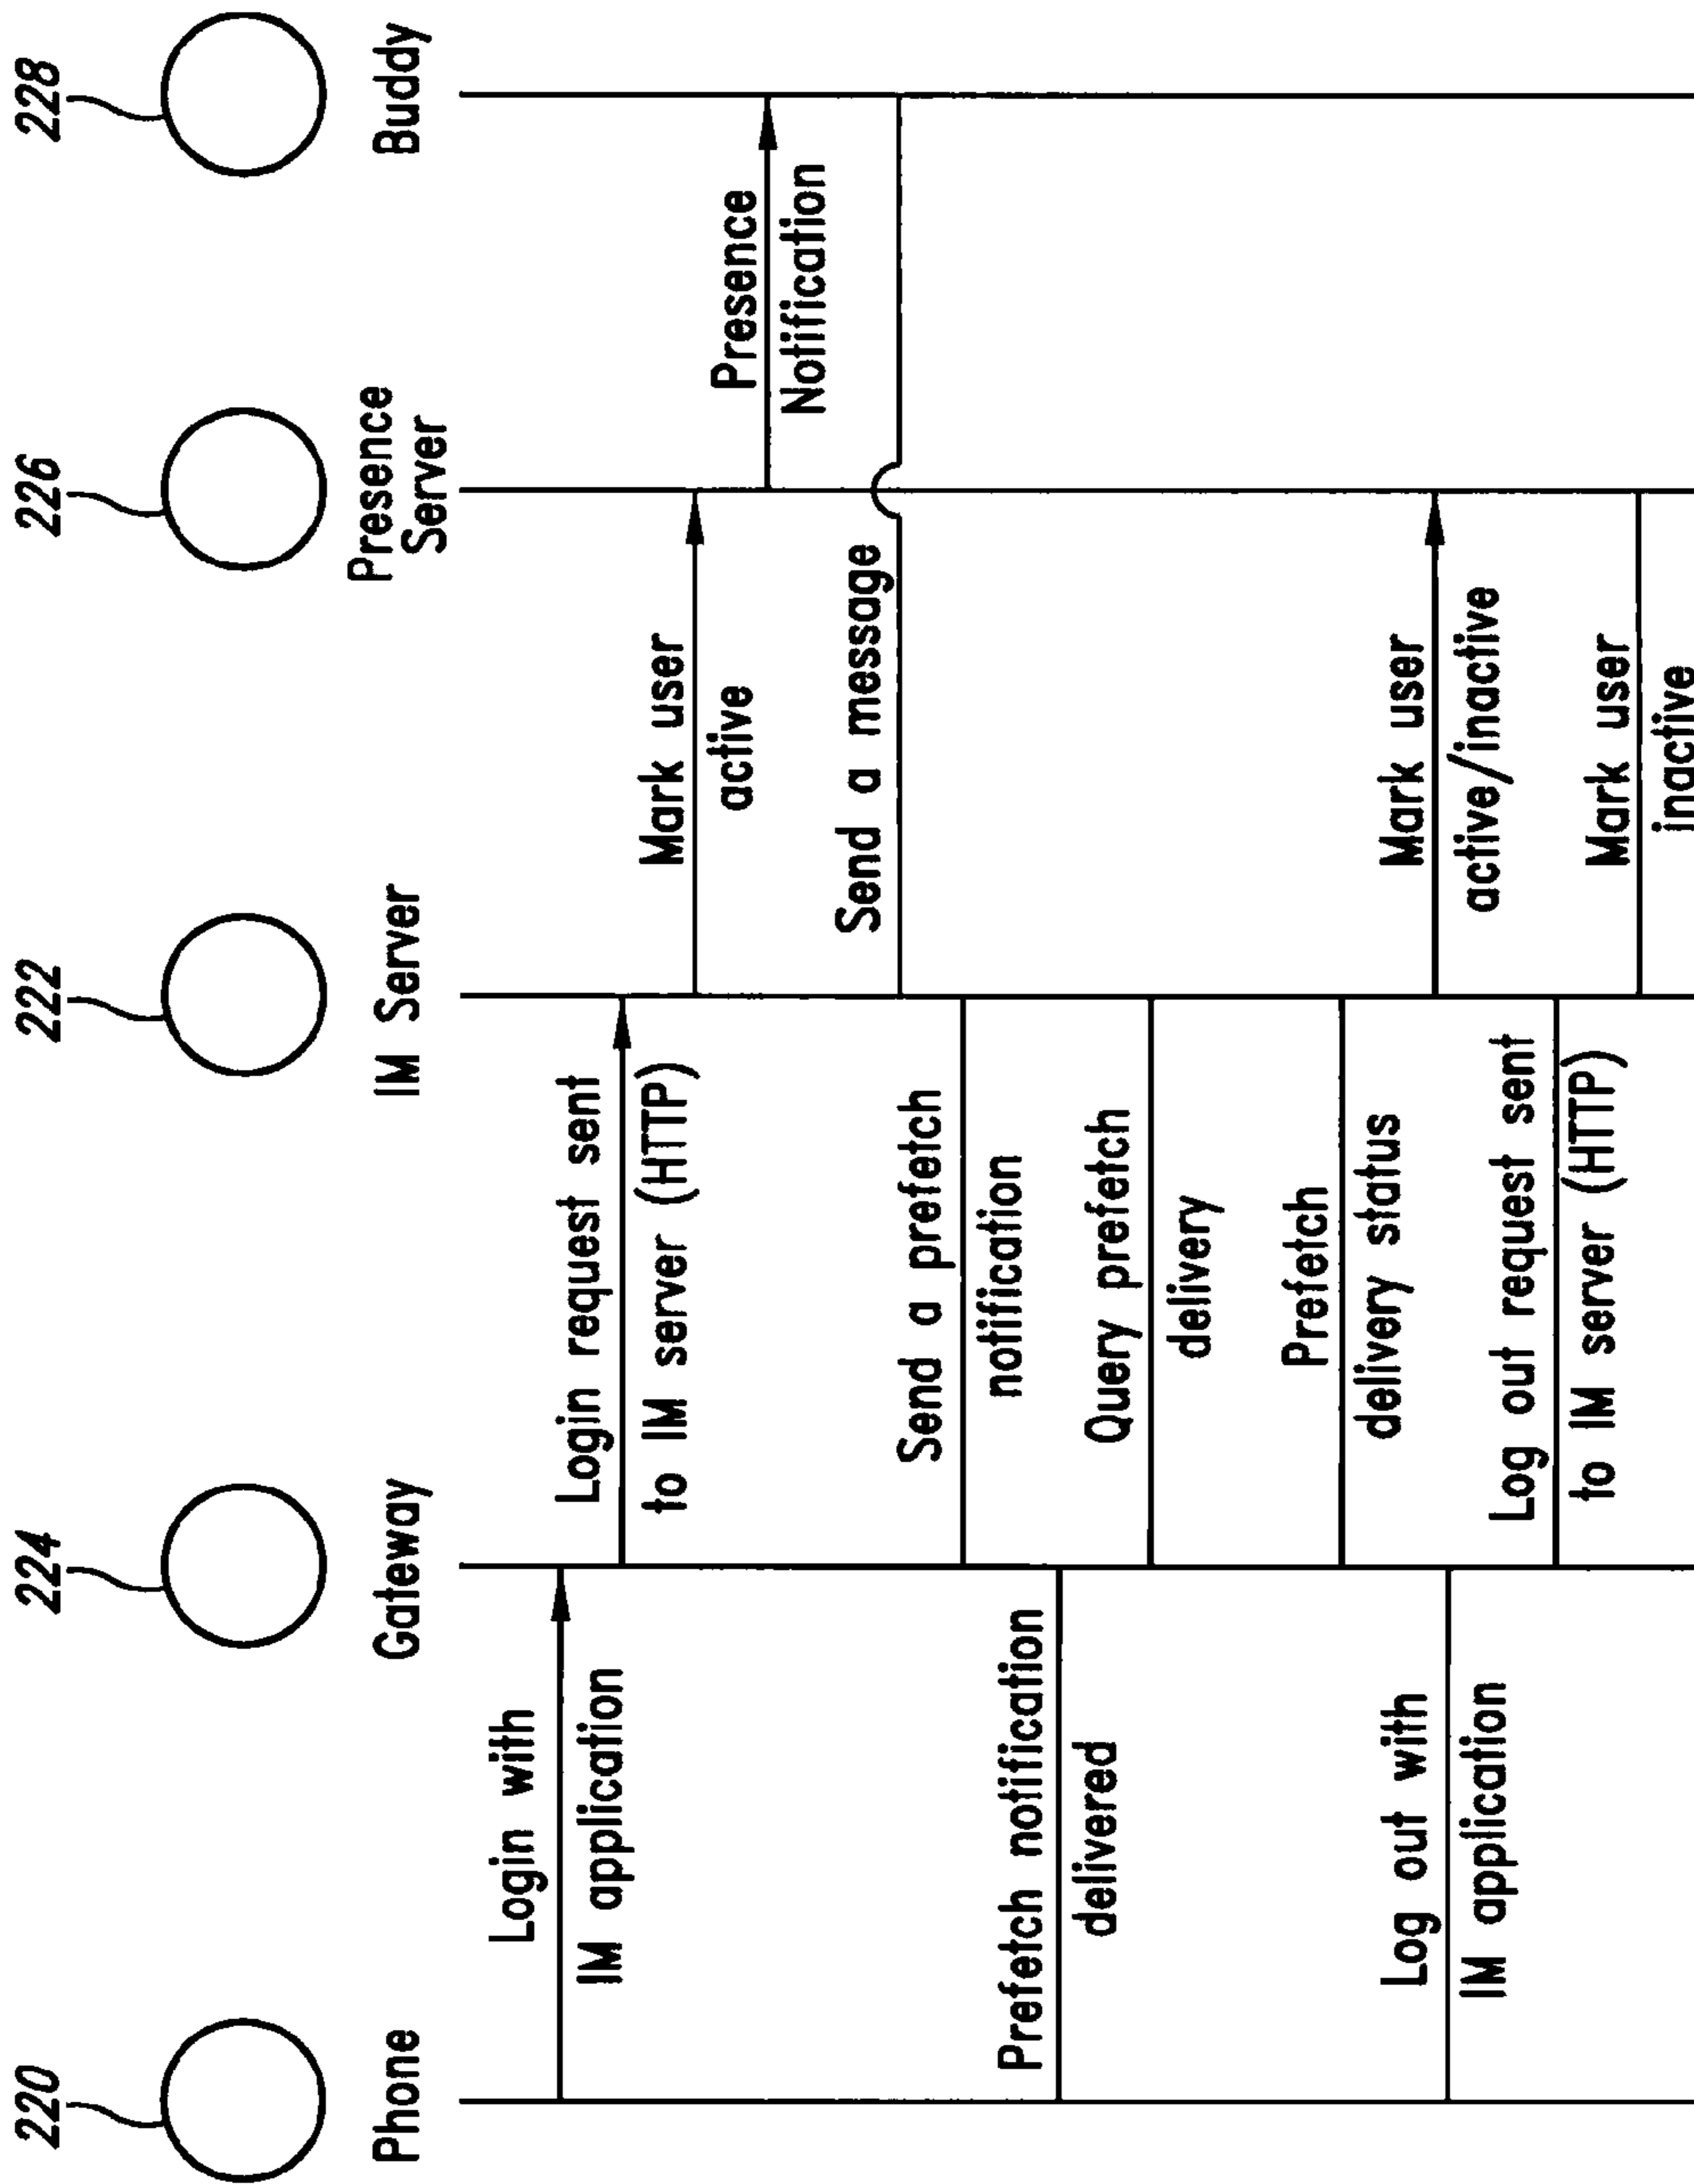 220
224
222
226
228
Phone
Gateway
IM Server
Presence
Server
Buddy
Login with
IM application
Login request sent
to IM server (HTTP)
Mark user
active
Presence
Notification
Send a message
Send a prefetch
notification
Prefetch notification
delivered
Query prefetch
delivery
Prefetch
delivery status
Mark user
active/inactive
Log out with
IM application
Log out request sent
to IM server (HTTP)
Mark user
inactive